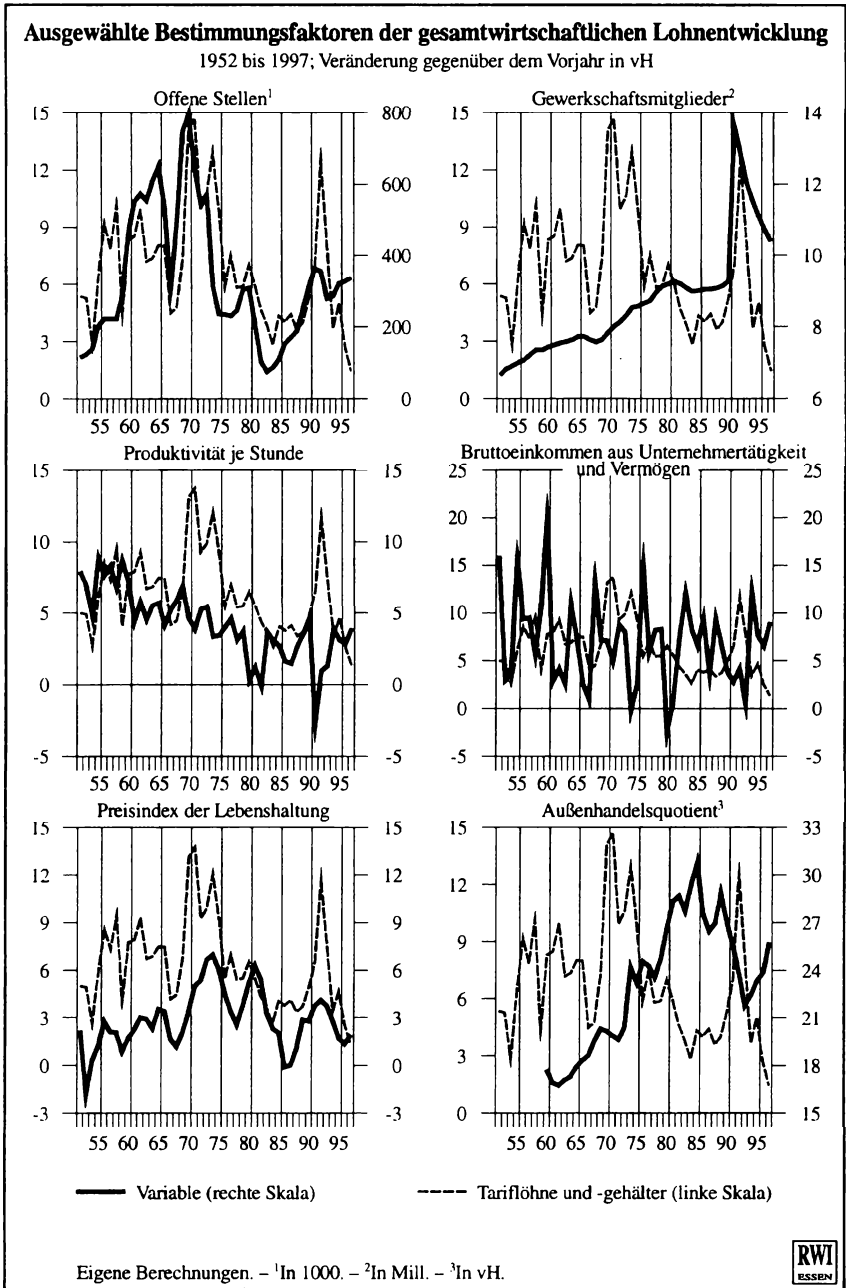 Ausgewählte Bestimmungsfaktoren der gesamtwirtschaftlichen Lohnentwicklung
1952 bis 1997; Veränderung gegenüber dem Vorjahr in vH
Offene Stellen¹
15 800
12 600
9 400
6
3 200
0 0
55 60 65 70 75 80 85 90 95
Gewerkschaftsmitglieder²
15 14
12 12
9 10
6 8
3
0 6
55 60 65 70 75 80 85 90 95
Produktivität je Stunde
15 15
10 10
5 5
0 0
-5 -5
55 60 65 70 75 80 85 90 95
Bruttoeinkommen aus Unternehmertätigkeit
und Vermögen
25 25
20 20
15 15
10 10
5 5
0 0
-5 -5
55 60 65 70 75 80 85 90 95
Preisindex der Lebenshaltung
15 15
12 12
9 9
6 6
3 3
0 0
-3 -3
55 60 65 70 75 80 85 90 95
Außenhandelsquotient³
15 33
12 30
27
9 24
6 21
3 18
0 15
55 60 65 70 75 80 85 90 95
Variable (rechte Skala)
Tariflöhne und -gehälter (linke Skala)
Eigene Berechnungen. – ¹In 1000. – ²In Mill. – ³In vH.
RWI
ESSEN